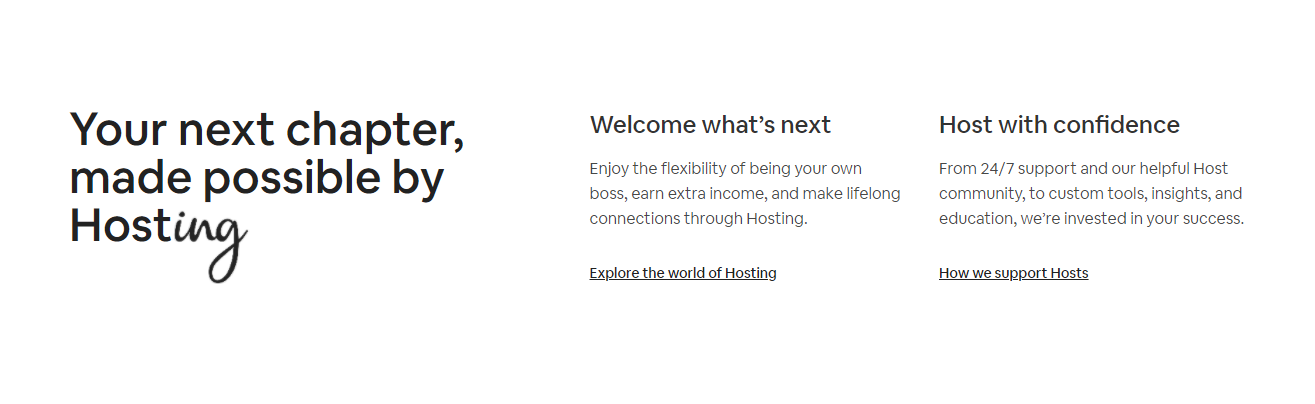 Your next chapter,
made possible by
Hosting
Welcome what’s next
Enjoy the flexibility of being your own
boss, earn extra income, and make lifelong
connections through Hosting.
Explore the world of Hosting
Host with confidence
From 24/7 support and our helpful Host
community, to custom tools, insights, and
education, we’re invested in your success.
How we support Hosts